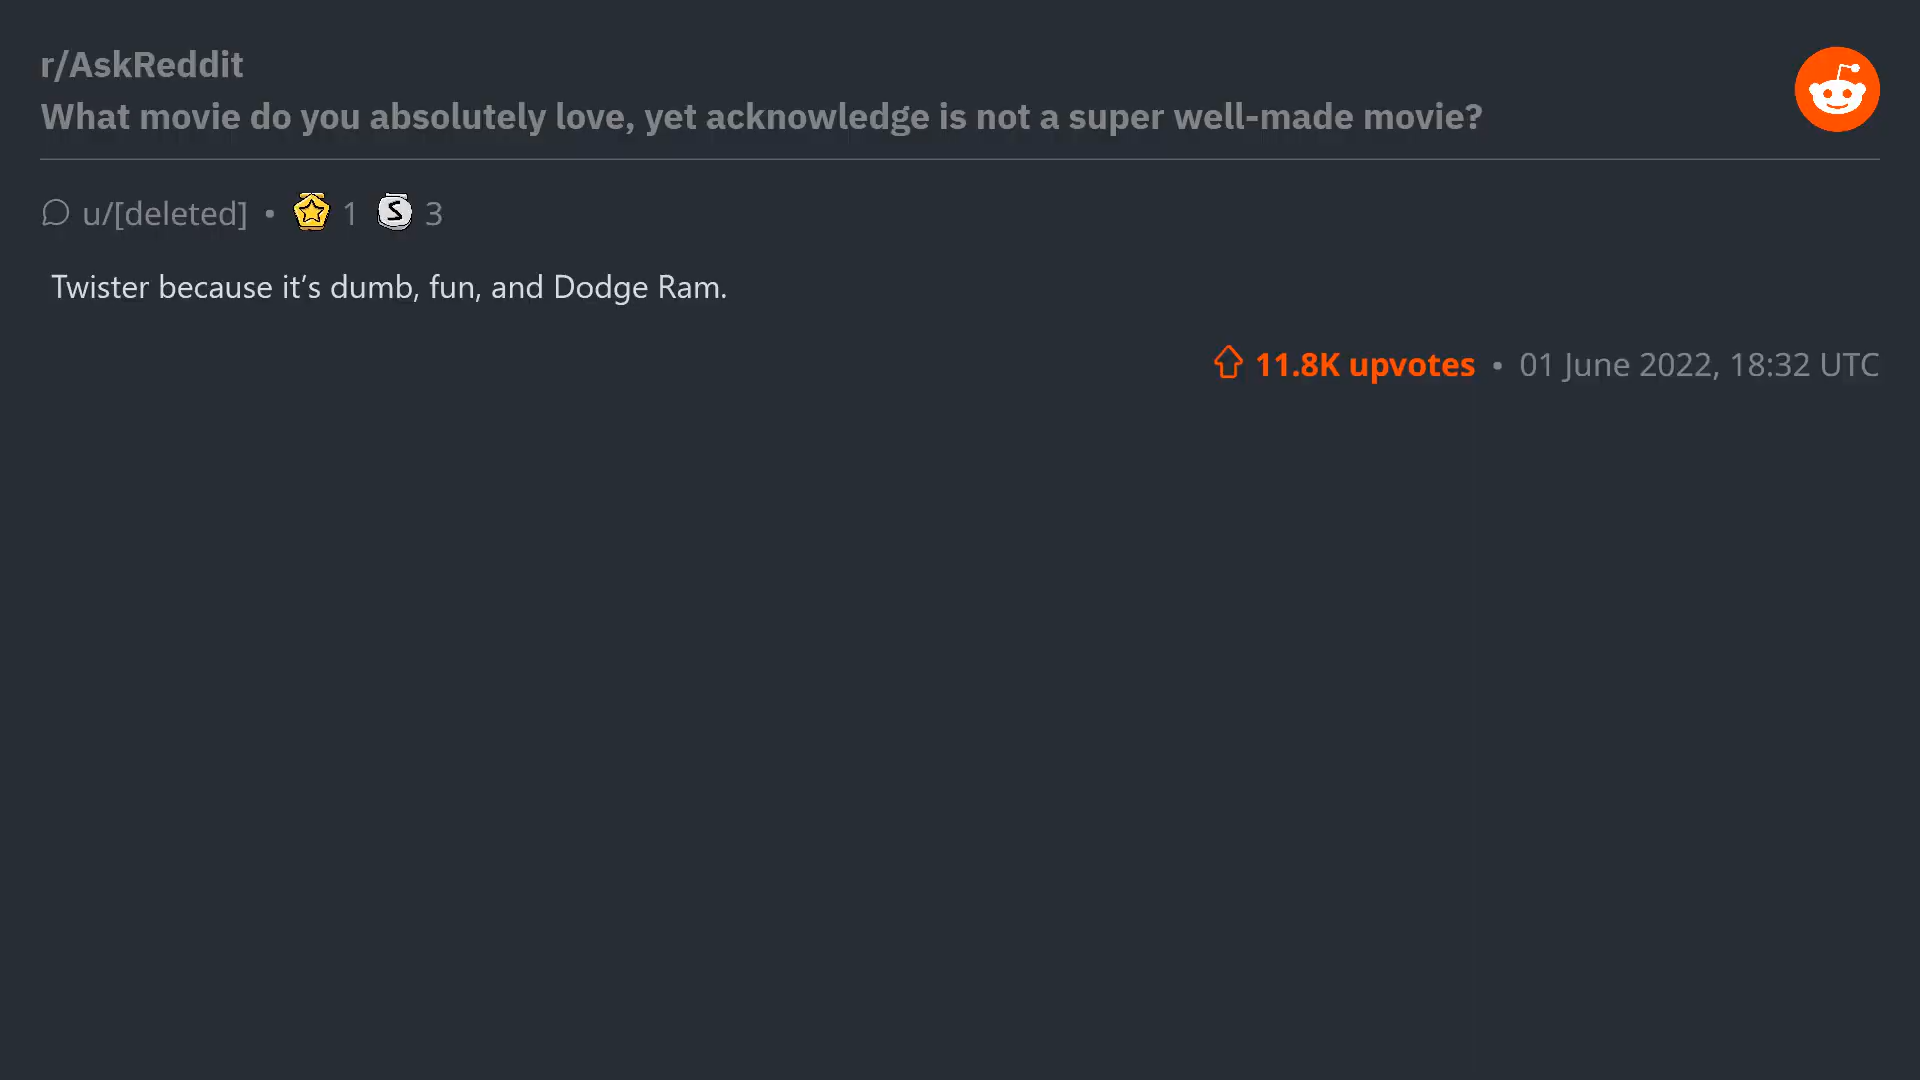 r/AskReddit
What movie do you absolutely love, yet acknowledge is not a super well-made movie?
u/[deleted] • 1 S 3
Twister because it’s dumb, fun, and Dodge Ram.
11.8K upvotes • 01 June 2022, 18:32 UTC